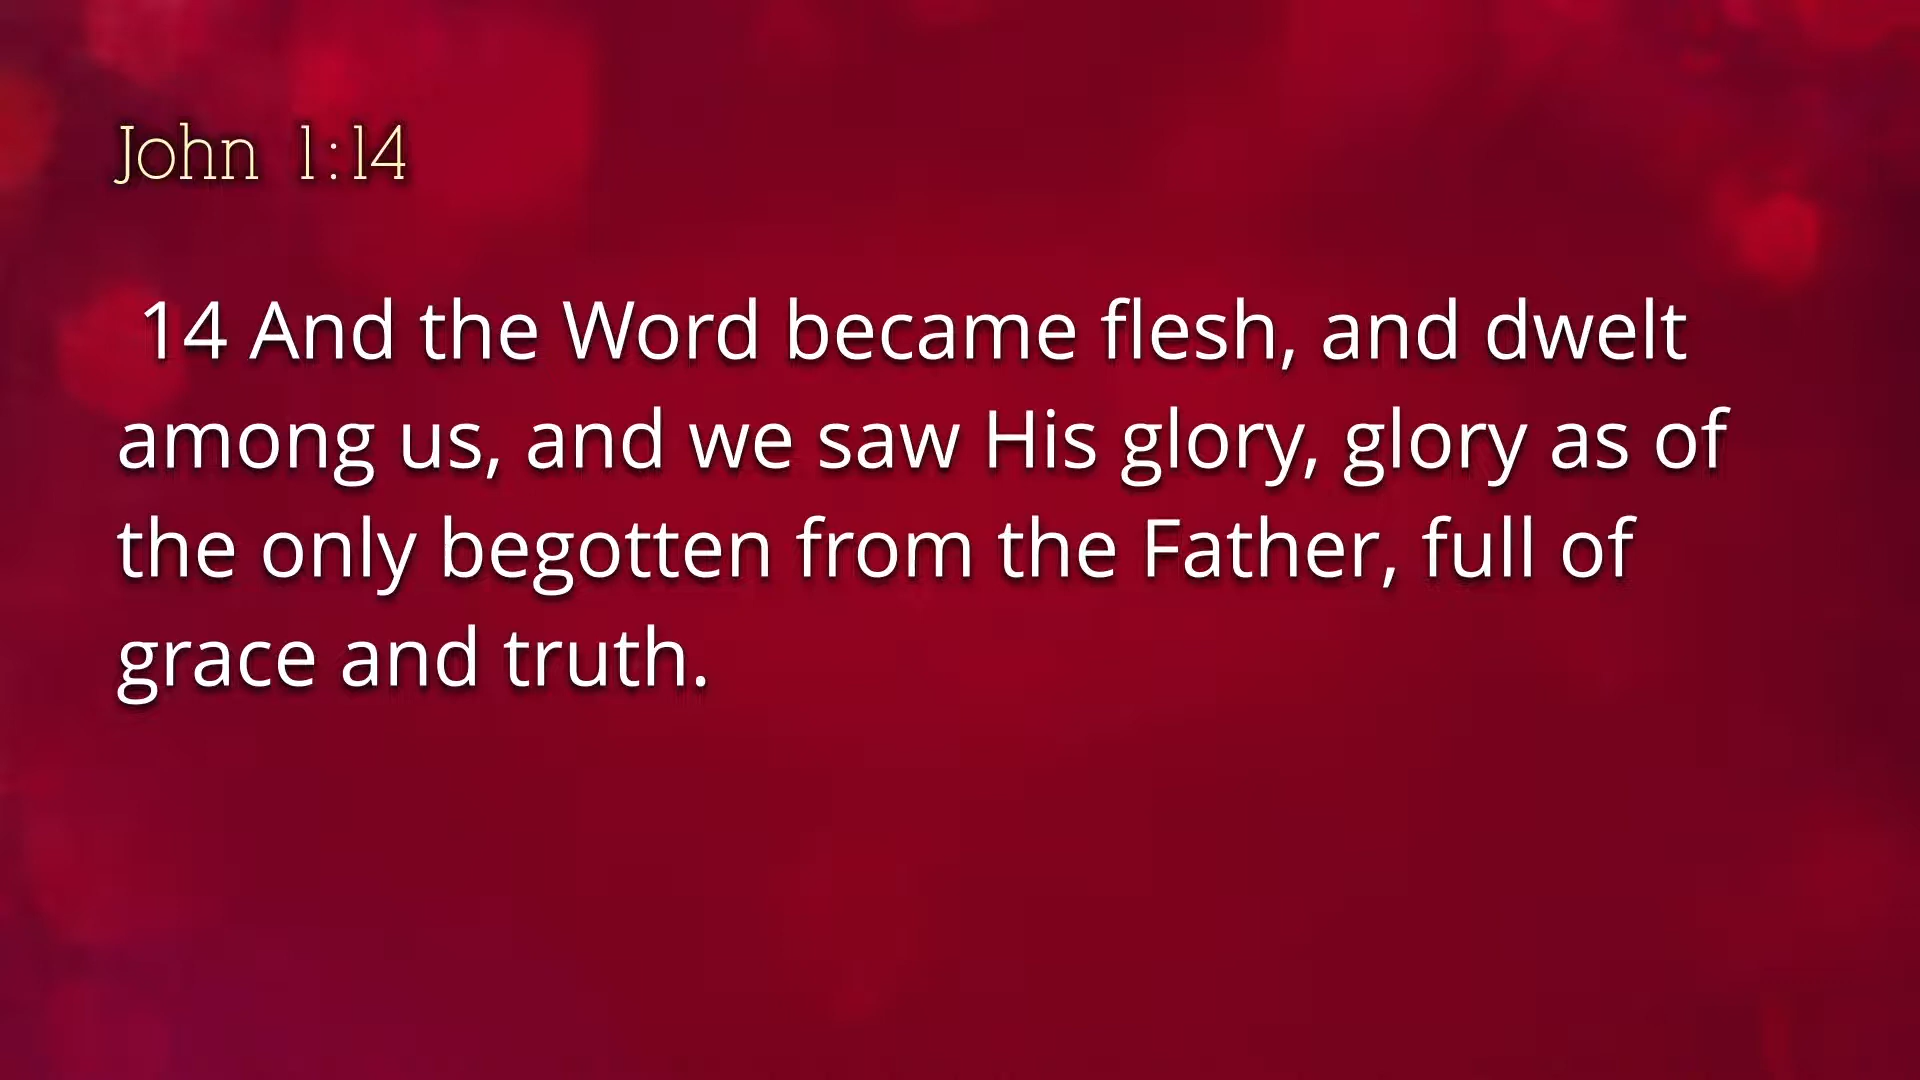 John 1:14
14 And the Word became flesh, and dwelt
among us, and we saw His glory, glory as of
the only begotten from the Father, full of
grace and truth.